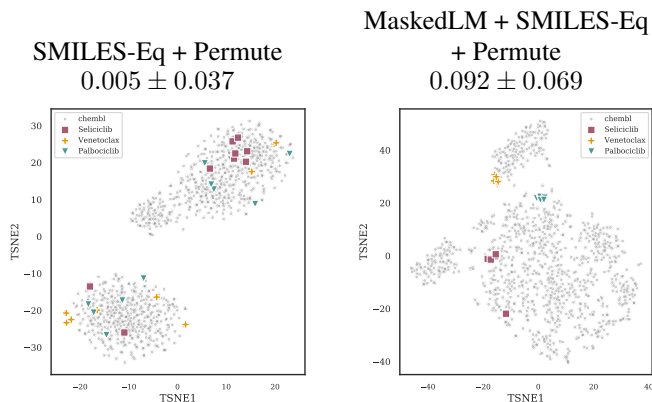 SMILES-Eq + Permute
0.005 ± 0.037
MaskedLM + SMILES-Eq
+ Permute
0.092 ± 0.069
chembl
Seliciclib
Venetoclax
Palbociclib
30
20
10
0
−10
−20
−30
TSNE2
−20
−10
0
10
20
TSNE1
chembl
Seliciclib
Venetoclax
Palbociclib
40
20
0
−20
−40
TSNE2
−40
−20
0
20
40
TSNE1